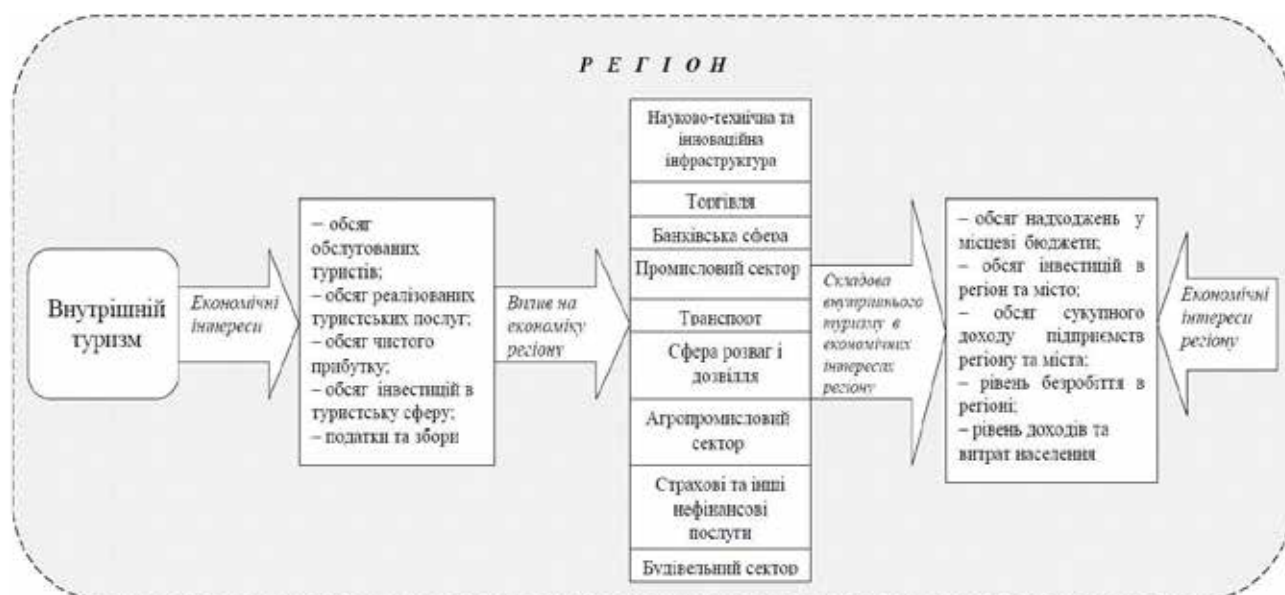 РЕГІОН
Внутрішній
туризм
Економічні
інтереси
– обсяг
обслугованих
туристів;
– обсяг реалізованих
туристських послуг;
– обсяг чистого
прибутку;
– обсяг інвестицій в
туристську сферу;
– податки та збори
Вплив на
економіку
регіону
Науково-технічна та
інноваційна
інфраструктура
Торгівля
Банківська сфера
Промисловий сектор
Транспорт
Сфера розваг і
дозвілля
Агропромисловий
сектор
Страхові та інші
нефінансові
послуги
Будівельний сектор
Складова
внутрішнього
туризму в
економічних
інтересах
регіону
– обсяг надходжень у
місцеві бюджети;
– обсяг інвестицій в
регіон та місто;
– обсяг сукупного
доходу підприємств
регіону та міста;
– рівень безробіття в
регіоні;
– рівень доходів та
витрат населення
Економічні
інтереси
регіону